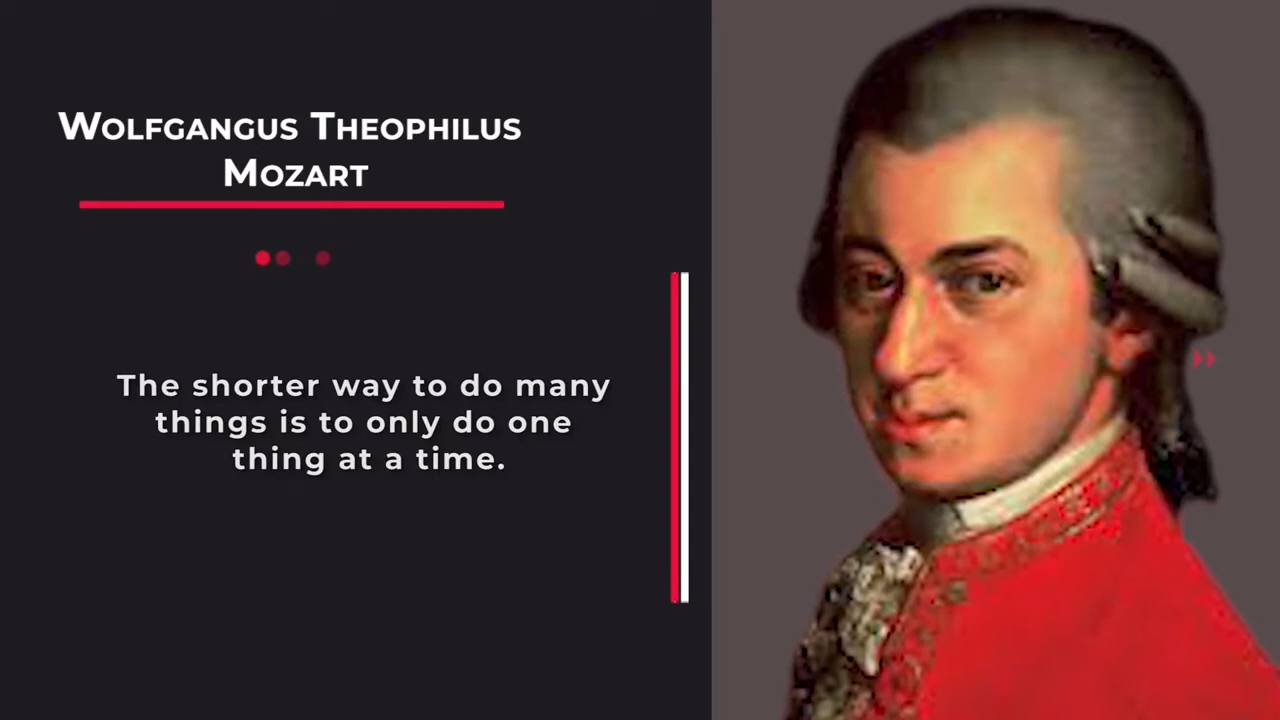 Wolfgangus Theophilus
Mozart
The shorter way to do many
things is to only do one
thing at a time.